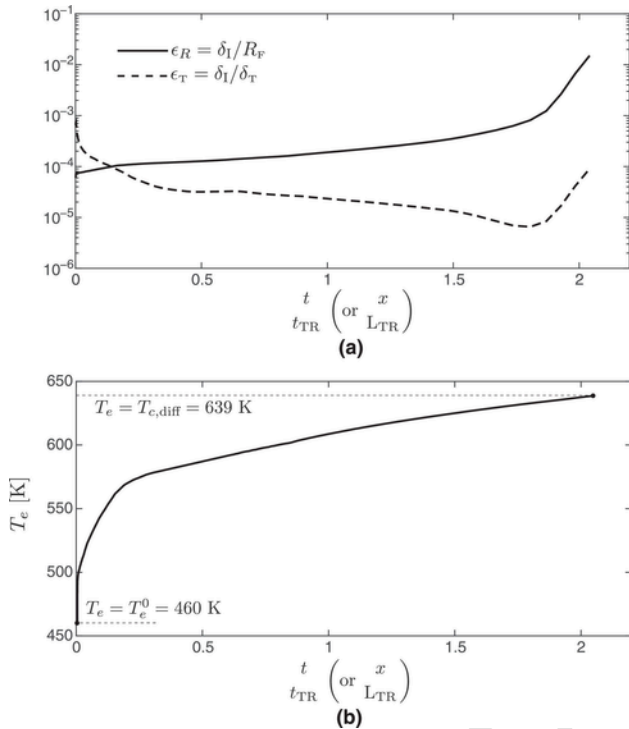 10⁻¹
10⁻²
10⁻³
10⁻⁴
10⁻⁵
10⁻⁶
ϵ_R = δ_I/R_F
ϵ_T = δ_I/δ_T
0 0.5 1 1.5 2
t/t_TR (or x/L_TR)
(a)
650
600
550
500
450
T_e [K]
T_e = T_c,diff = 639 K
T_e = T_e⁰ = 460 K
0 0.5 1 1.5 2
t/t_TR (or x/L_TR)
(b)